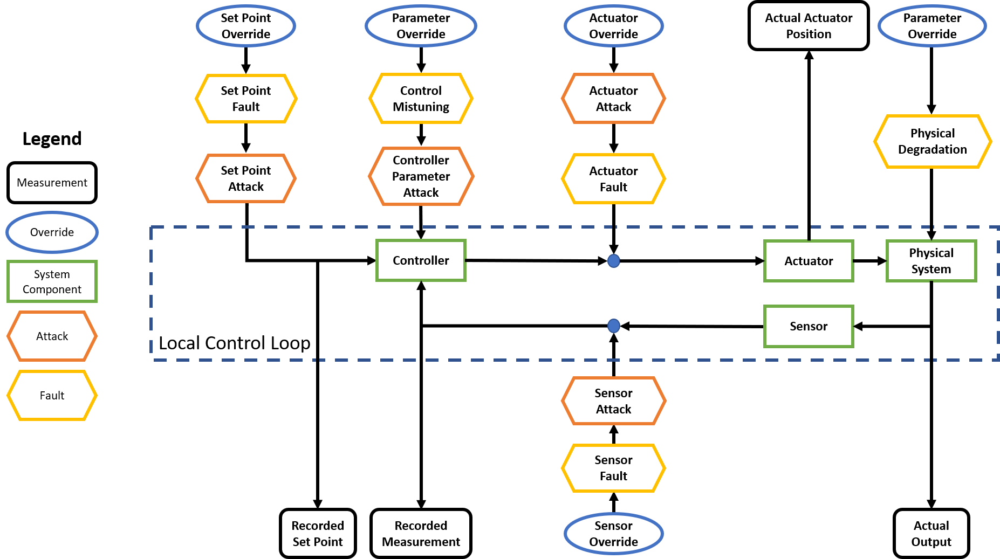 Set Point
Override
Parameter
Override
Actuator
Override
Actual Actuator
Position
Parameter
Override
Set Point
Fault
Control
Mistuning
Actuator
Attack
Physical
Degradation
Set Point
Attack
Controller
Parameter
Attack
Actuator
Fault
Legend
Measurement
Override
System
Component
Attack
Fault
Controller
Actuator
Physical
System
Sensor
Local Control Loop
Sensor
Attack
Sensor
Fault
Sensor
Override
Recorded
Set Point
Recorded
Measurement
Actual
Output